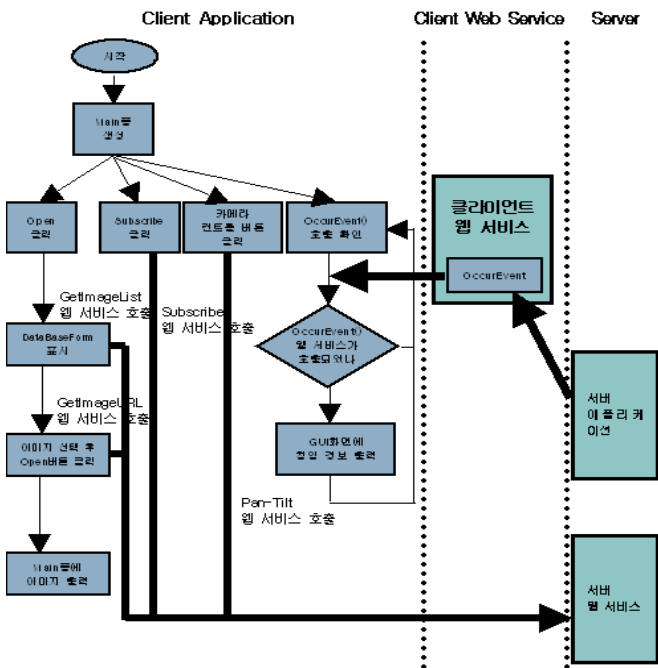 Client Application
Client Web Service
Server
시작
Main폼
생성
Open
클릭
Subscribe
클릭
카메라
컨트롤 버튼
클릭
OccurEvent()
호출 확인
클라이언트
웹 서비스
OccurEvent
GetImageList
웹 서비스 호출
Subscribe
웹 서비스 호출
DataBaseForm
표시
OccurEvent()
웹 서비스가
호출되었나
GetImageURL
웹 서비스 호출
서버
애플리케
이션
이미지 선택 후
Open버튼 클릭
GUI화면에
침입 정보 출력
Pan-Tilt
웹 서비스 호출
Main폼에
이미지 출력
서버
웹 서비스